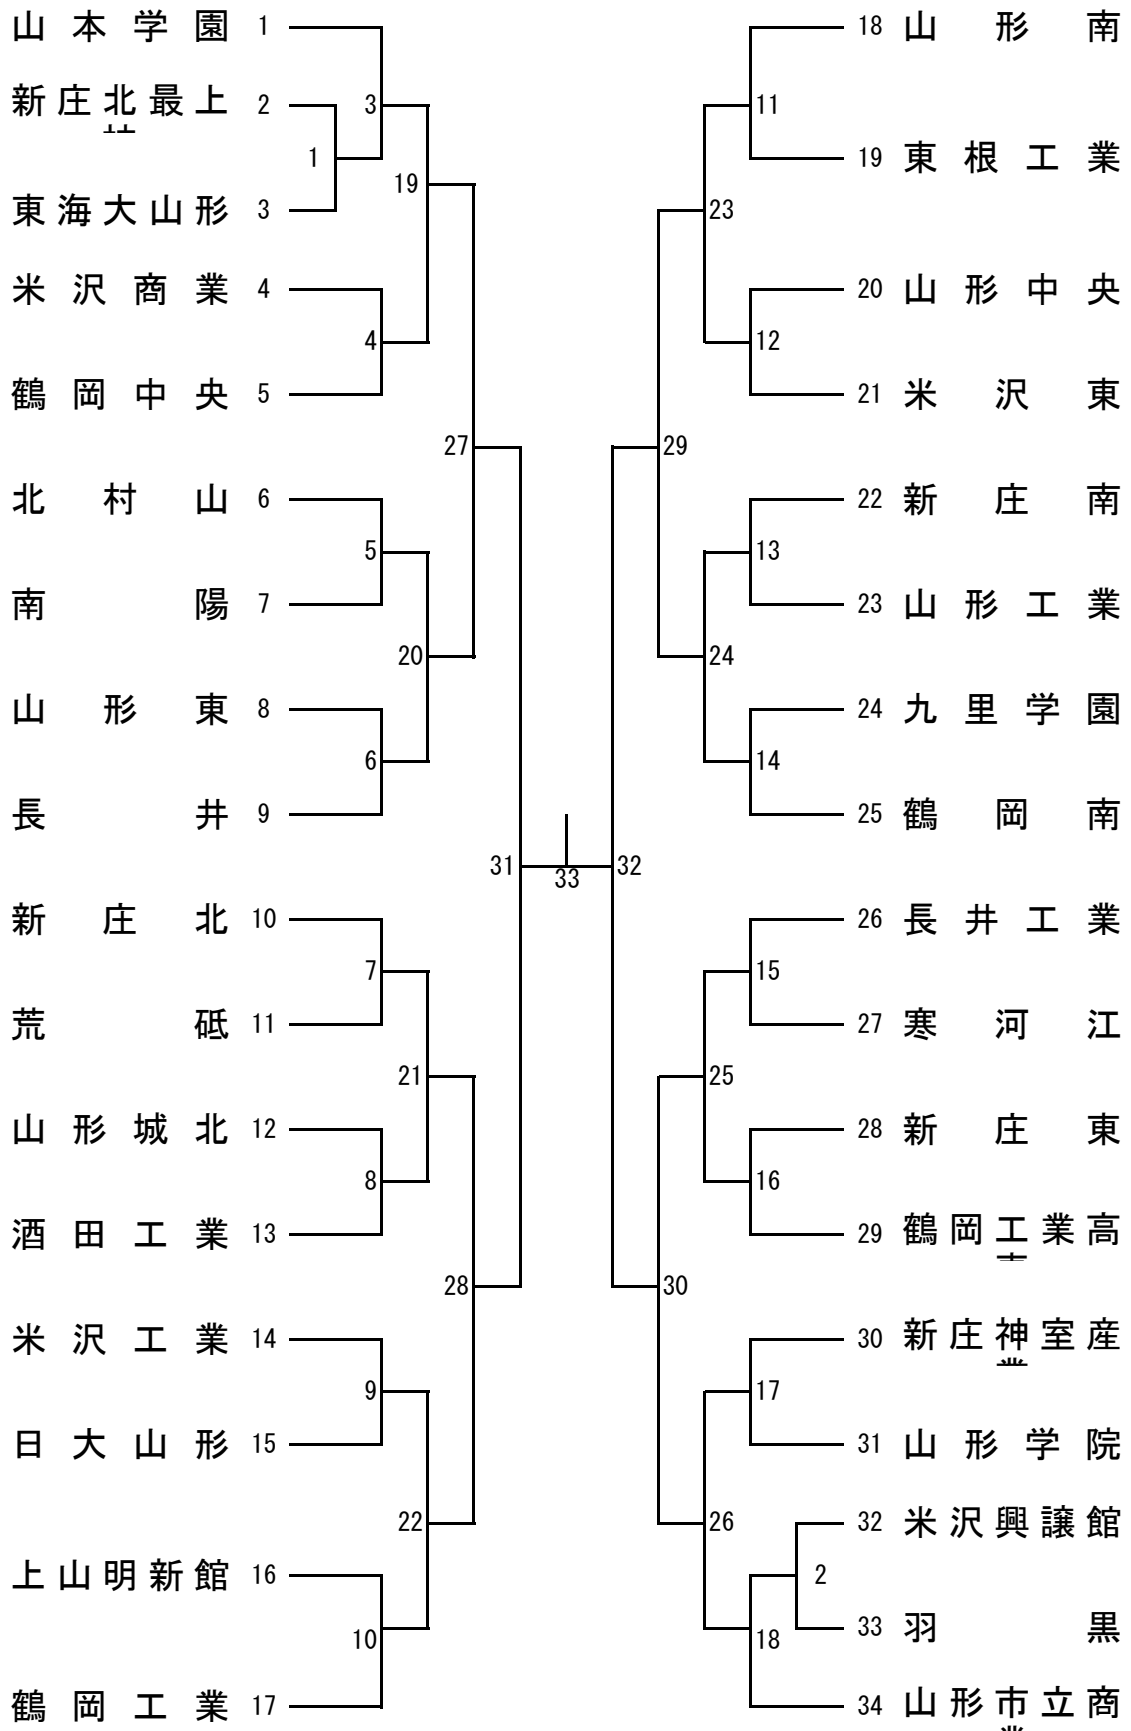 山本学園 1
新庄北最上 2
1
東海大山形 3
3
米沢商業 4
4
鶴岡中央 5
19
北村山 6
5
南陽 7
20
山形東 8
6
長井 9
27
新庄北 10
7
荒砥 11
21
山形城北 12
8
酒田工業 13
28
米沢工業 14
9
日大山形 15
22
上山明新館 16
10
鶴岡工業 17
31
33
32
18 山形南
11
19 東根工業
23
20 山形中央
12
21 米沢東
29
22 新庄南
13
23 山形工業
24
24 九里学園
14
25 鶴岡南
26 長井工業
15
27 寒河江
25
28 新庄東
16
29 鶴岡工業高
30
30 新庄神室産
17
31 山形学院
26
32 米沢興譲館
2
33 羽黒
18
34 山形市立商